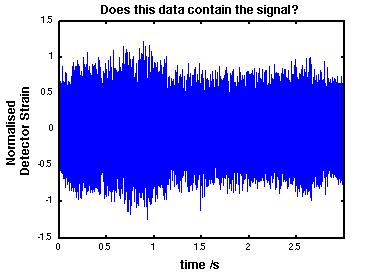 Does this data contain the signal?
1.5
1
0.5
0
-0.5
-1
-1.5
Normalised
Detector Strain
0 0.5 1 1.5 2 2.5
time /s